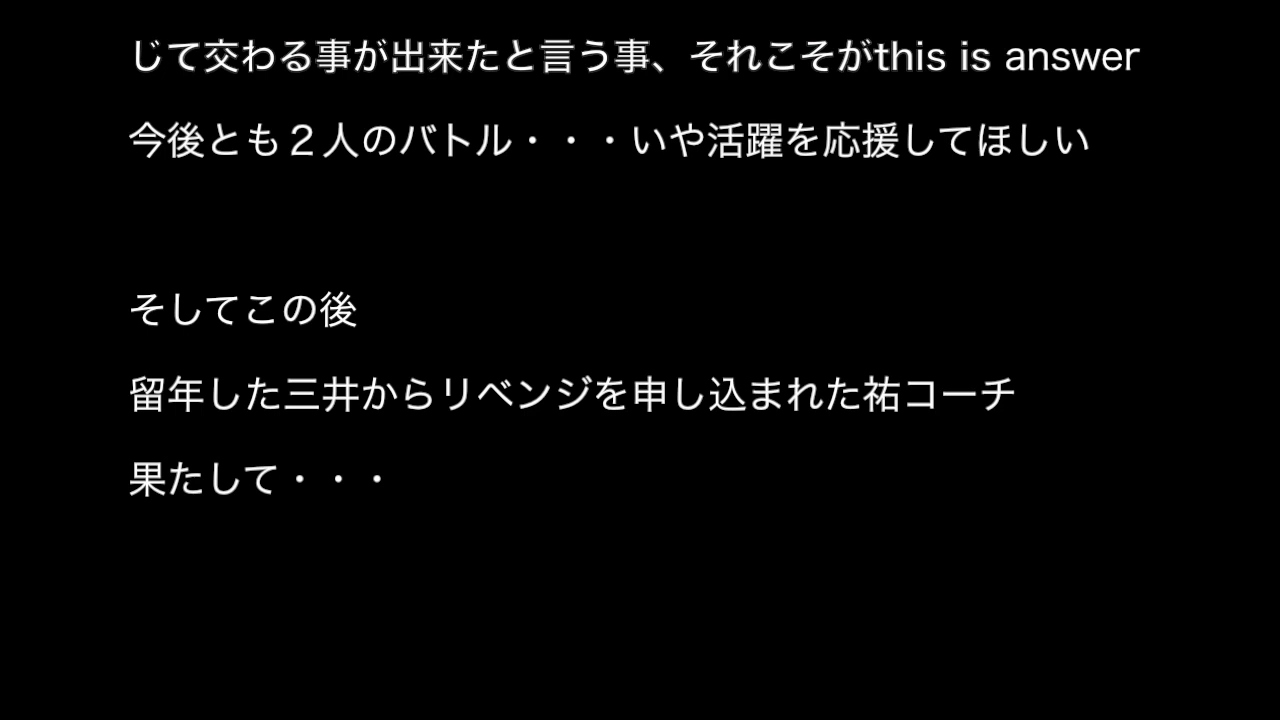 じて交わる事が出来たと言う事、それこそがthis is answer
今後とも２人のバトル・・・いや活躍を応援してほしい
そしてこの後
留年した三井からリベンジを申し込まれた祐コーチ
果たして・・・